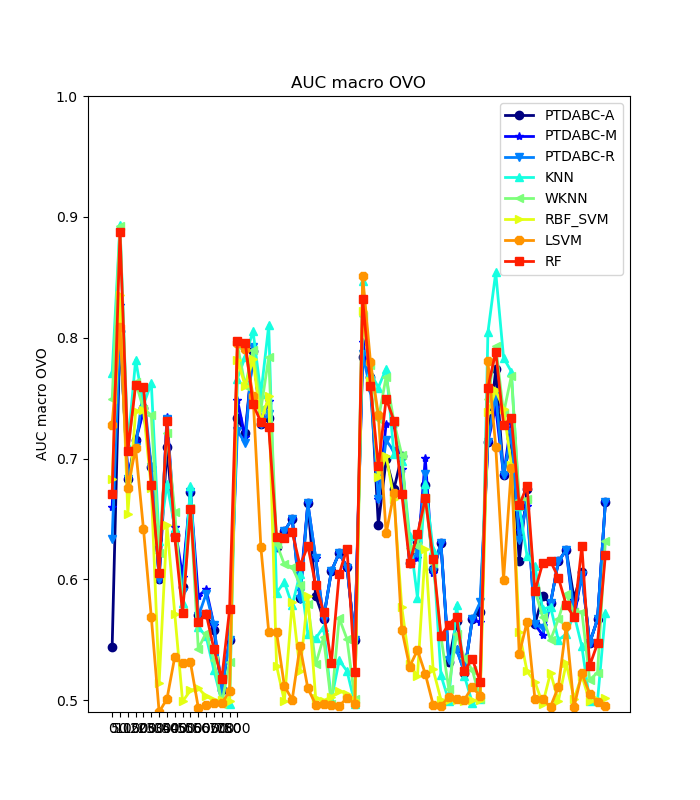 AUC macro OVO
1.0
0.9
0.8
0.7
0.6
0.5
AUC macro OVO
PTDABC-A
PTDABC-M
PTDABC-R
KNN
WKNN
RBF_SVM
LSVM
RF